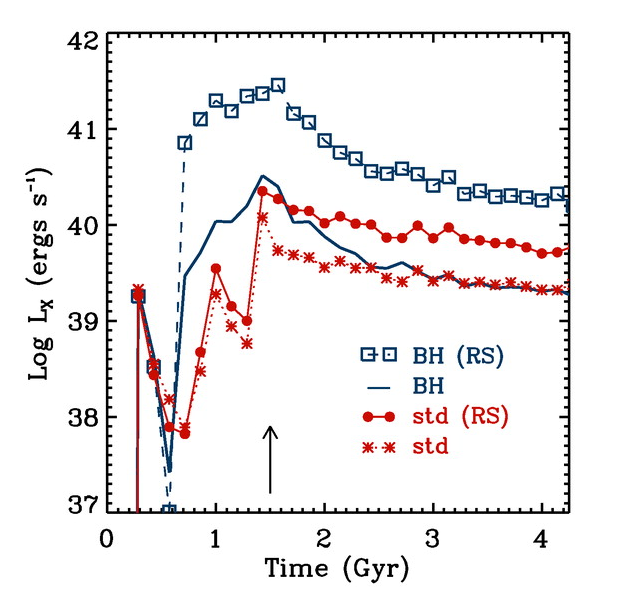 42
41
40
39
38
37
Log L_X (ergs s⁻¹)
BH (RS)
BH
std (RS)
std
0 1 2 3 4
Time (Gyr)